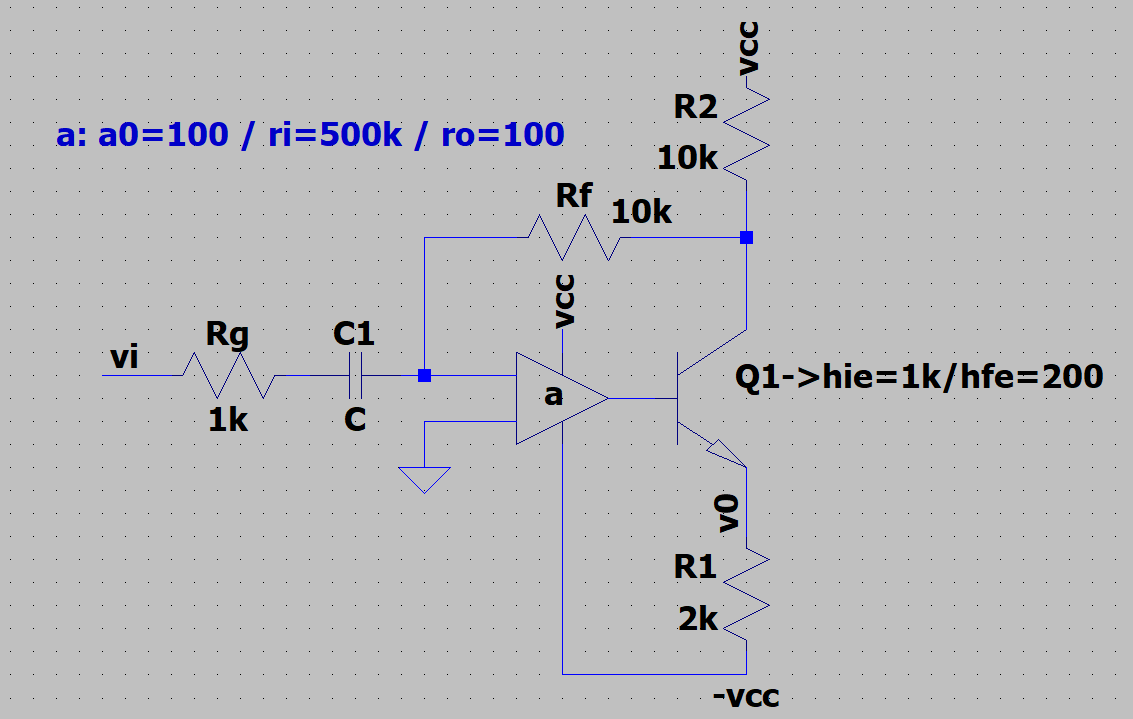 vcc
R2
a: a0=100 / ri=500k / ro=100
10k
Rf
10k
vcc
Rg
C1
vi
a
Q1->hie=1k/hfe=200
1k
C
v0
R1
2k
-vcc